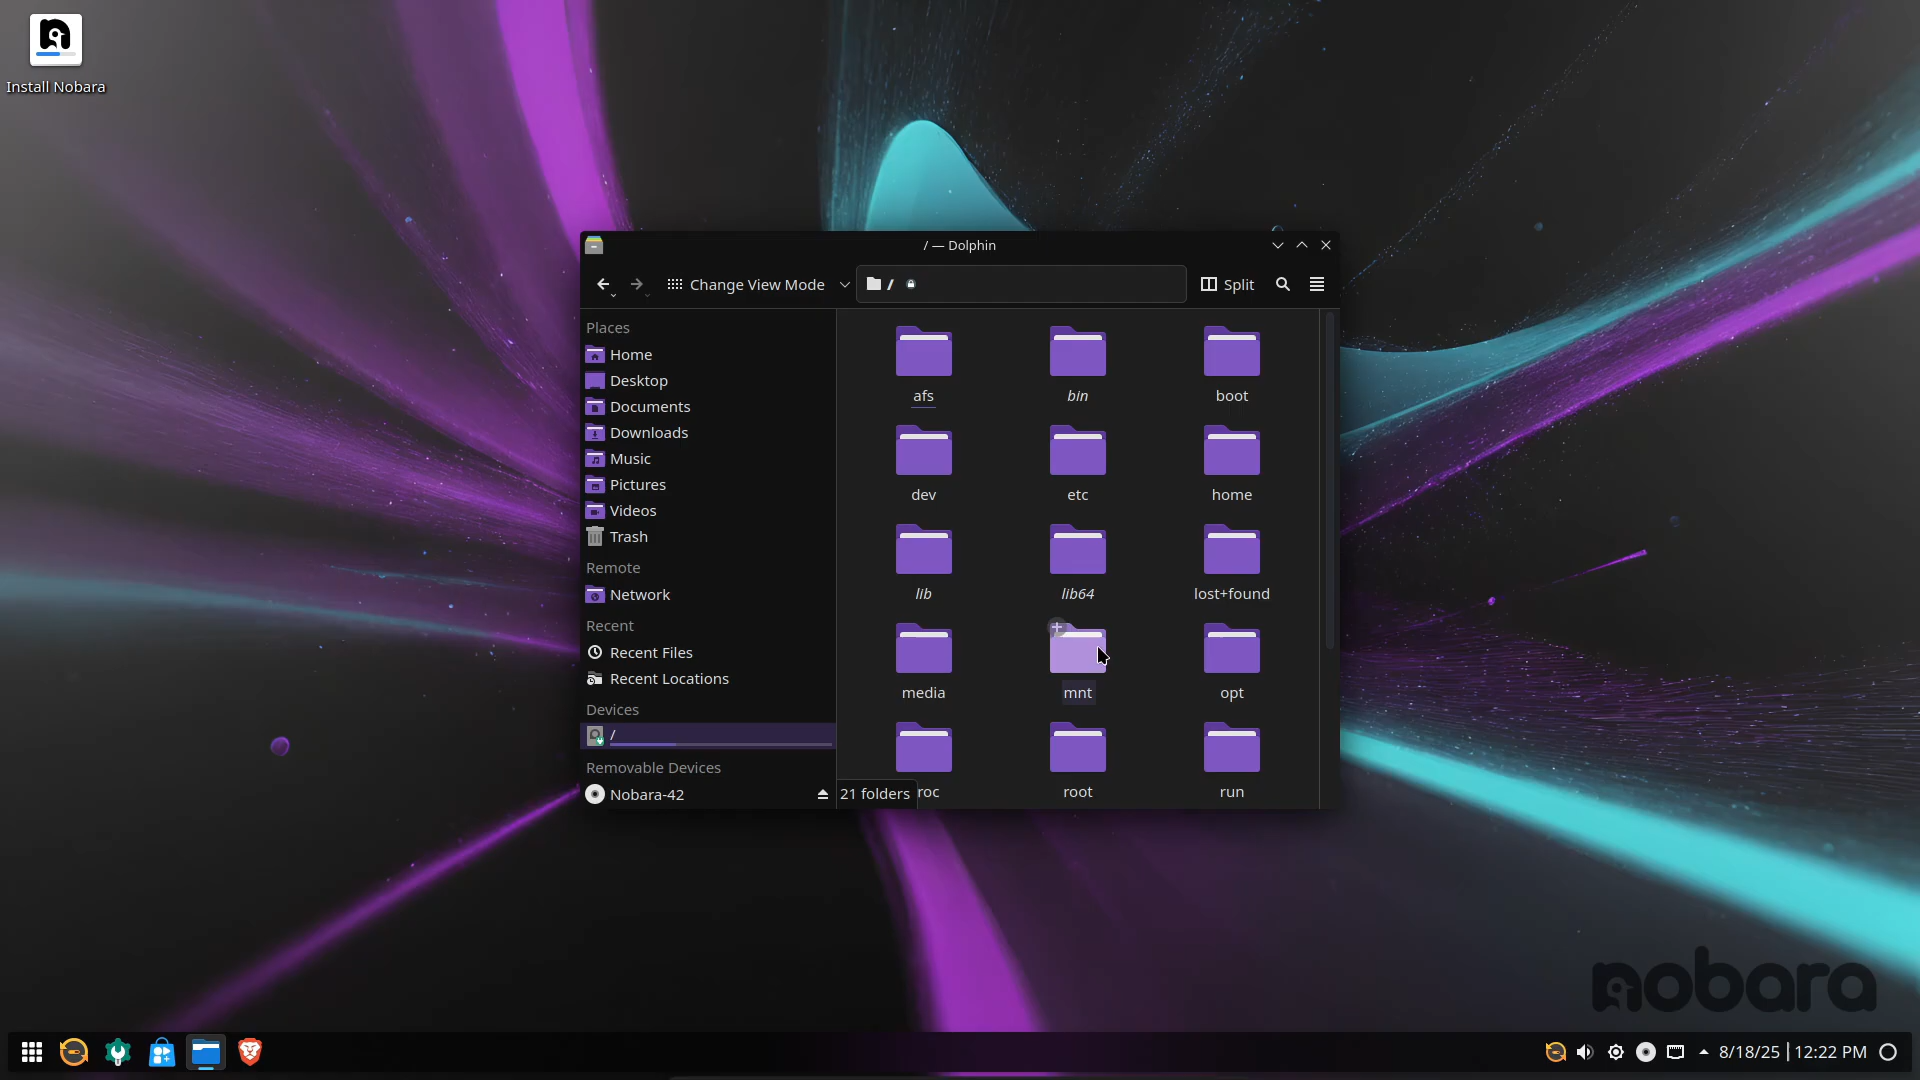 Install Nobara
/ — Dolphin
Change View Mode
/
Split
Places
Home
Desktop
Documents
Downloads
Music
Pictures
Videos
Trash
Remote
Network
Recent
Recent Files
Recent Locations
Devices
/
Removable Devices
Nobara-42
afs
bin
boot
dev
etc
home
lib
lib64
lost+found
media
mnt
opt
roc
root
run
21 folders
nobara
8/18/25
12:22 PM